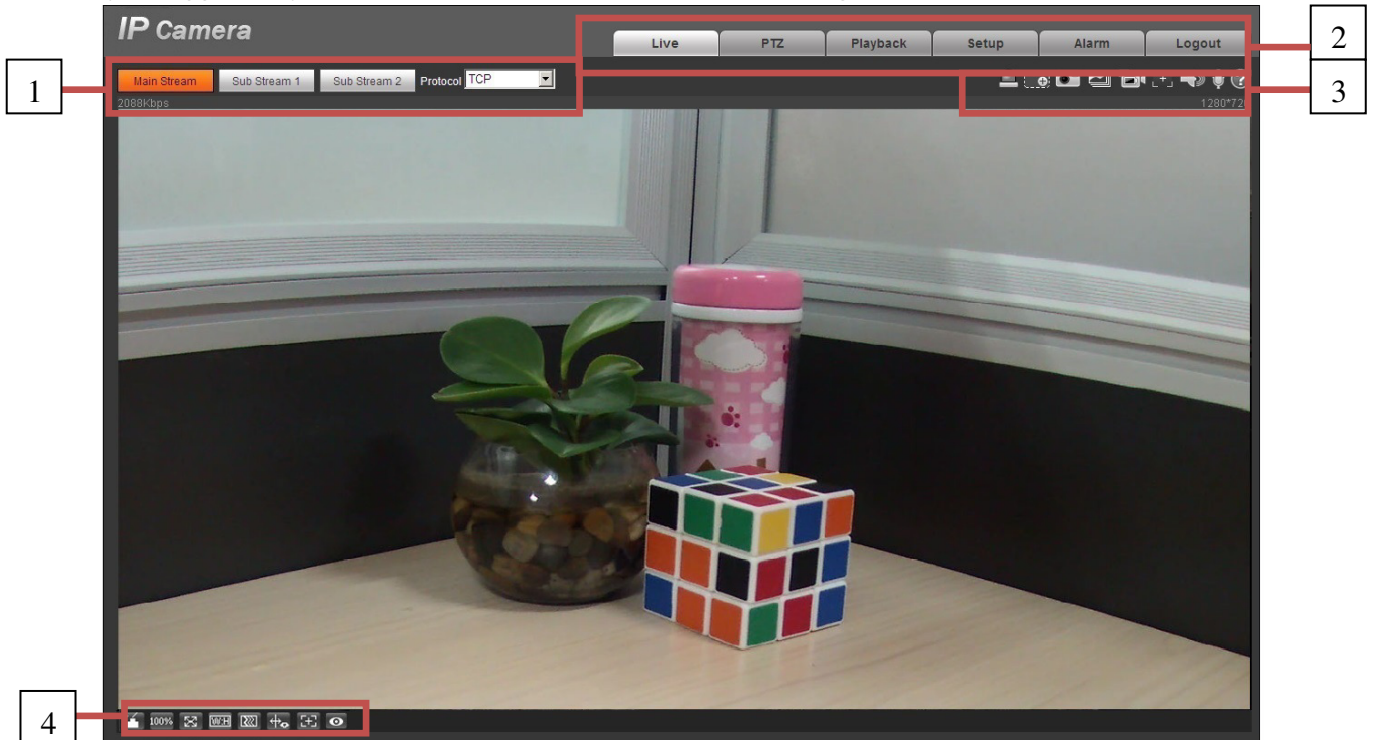 IP Camera
Live
PTZ
Playback
Setup
Alarm
Logout
2
1
Main Stream
Sub Stream 1
Sub Stream 2
Protocol
TCP
3
2088Kbps
1280*720
100%
W:H
4